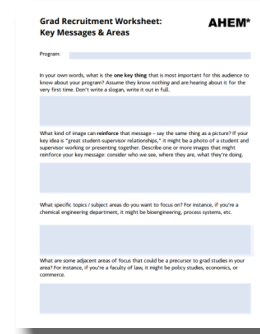 Grad Recruitment Worksheet:
AHEM*
Key Messages & Areas
Program:
In your own words, what is the one key thing that is most important for this audience to
know about your program? Assume they know nothing and are hearing about it for the
very first time. Don't write a slogan, write it out in full.
What kind of image can reinforce that message – say the same thing as a picture? If your
key idea is "great student-supervisor relationships," it might be a photo of a student and
supervisor working or presenting together. Describe one or more images that might
reinforce your key message: consider who we see, where they are, what they're doing.
What specific topics / subject areas do you want to focus on? For instance, if you're a
chemical engineering department, it might be bioengineering, process systems, etc.
What are some adjacent areas of focus that could be a precursor to grad studies in your
area? For instance, if you're a faculty of law, it might be policy studies, economics, or
commerce.